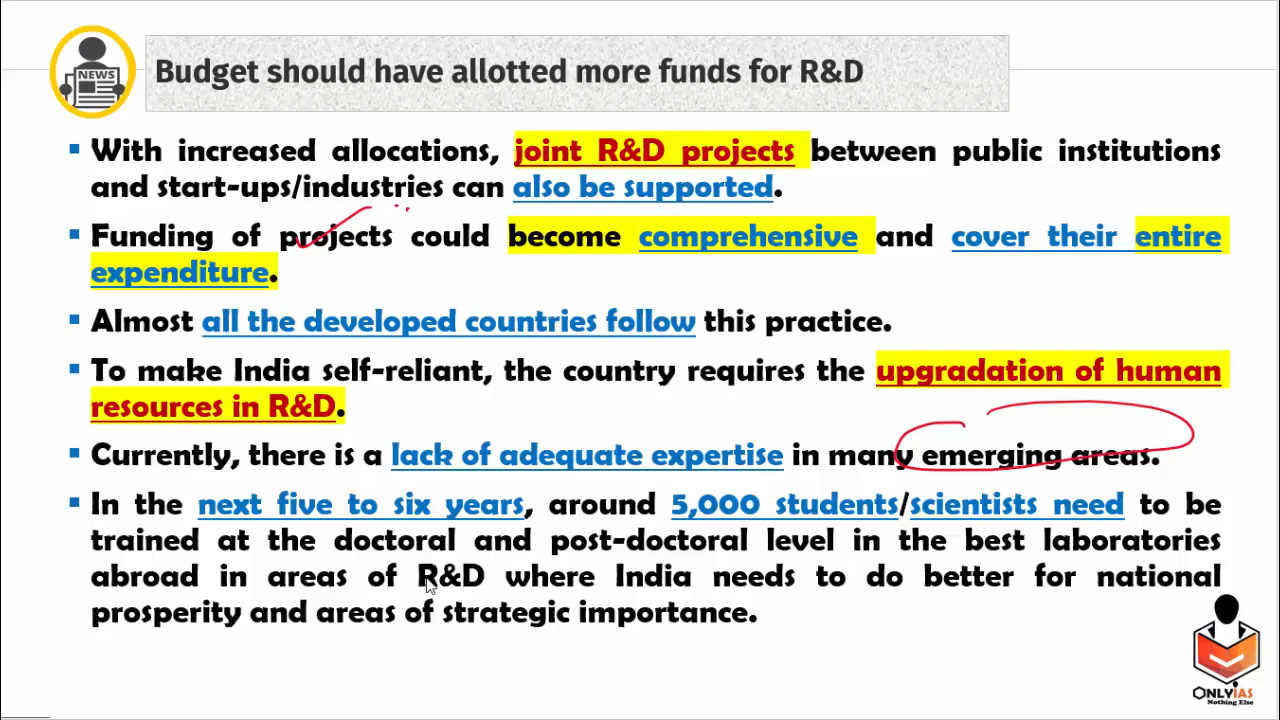 NEWS
Budget should have allotted more funds for R&D
With increased allocations, joint R&D projects between public institutions
and start-ups/industries can also be supported.
Funding of projects could become comprehensive and cover their entire
expenditure.
Almost all the developed countries follow this practice.
To make India self-reliant, the country requires the upgradation of human
resources in R&D.
Currently, there is a lack of adequate expertise in many emerging areas.
In the next five to six years, around 5,000 students/scientists need to be
trained at the doctoral and post-doctoral level in the best laboratories
abroad in areas of R&D where India needs to do better for national
prosperity and areas of strategic importance.
ONLYIAS
Nothing Else